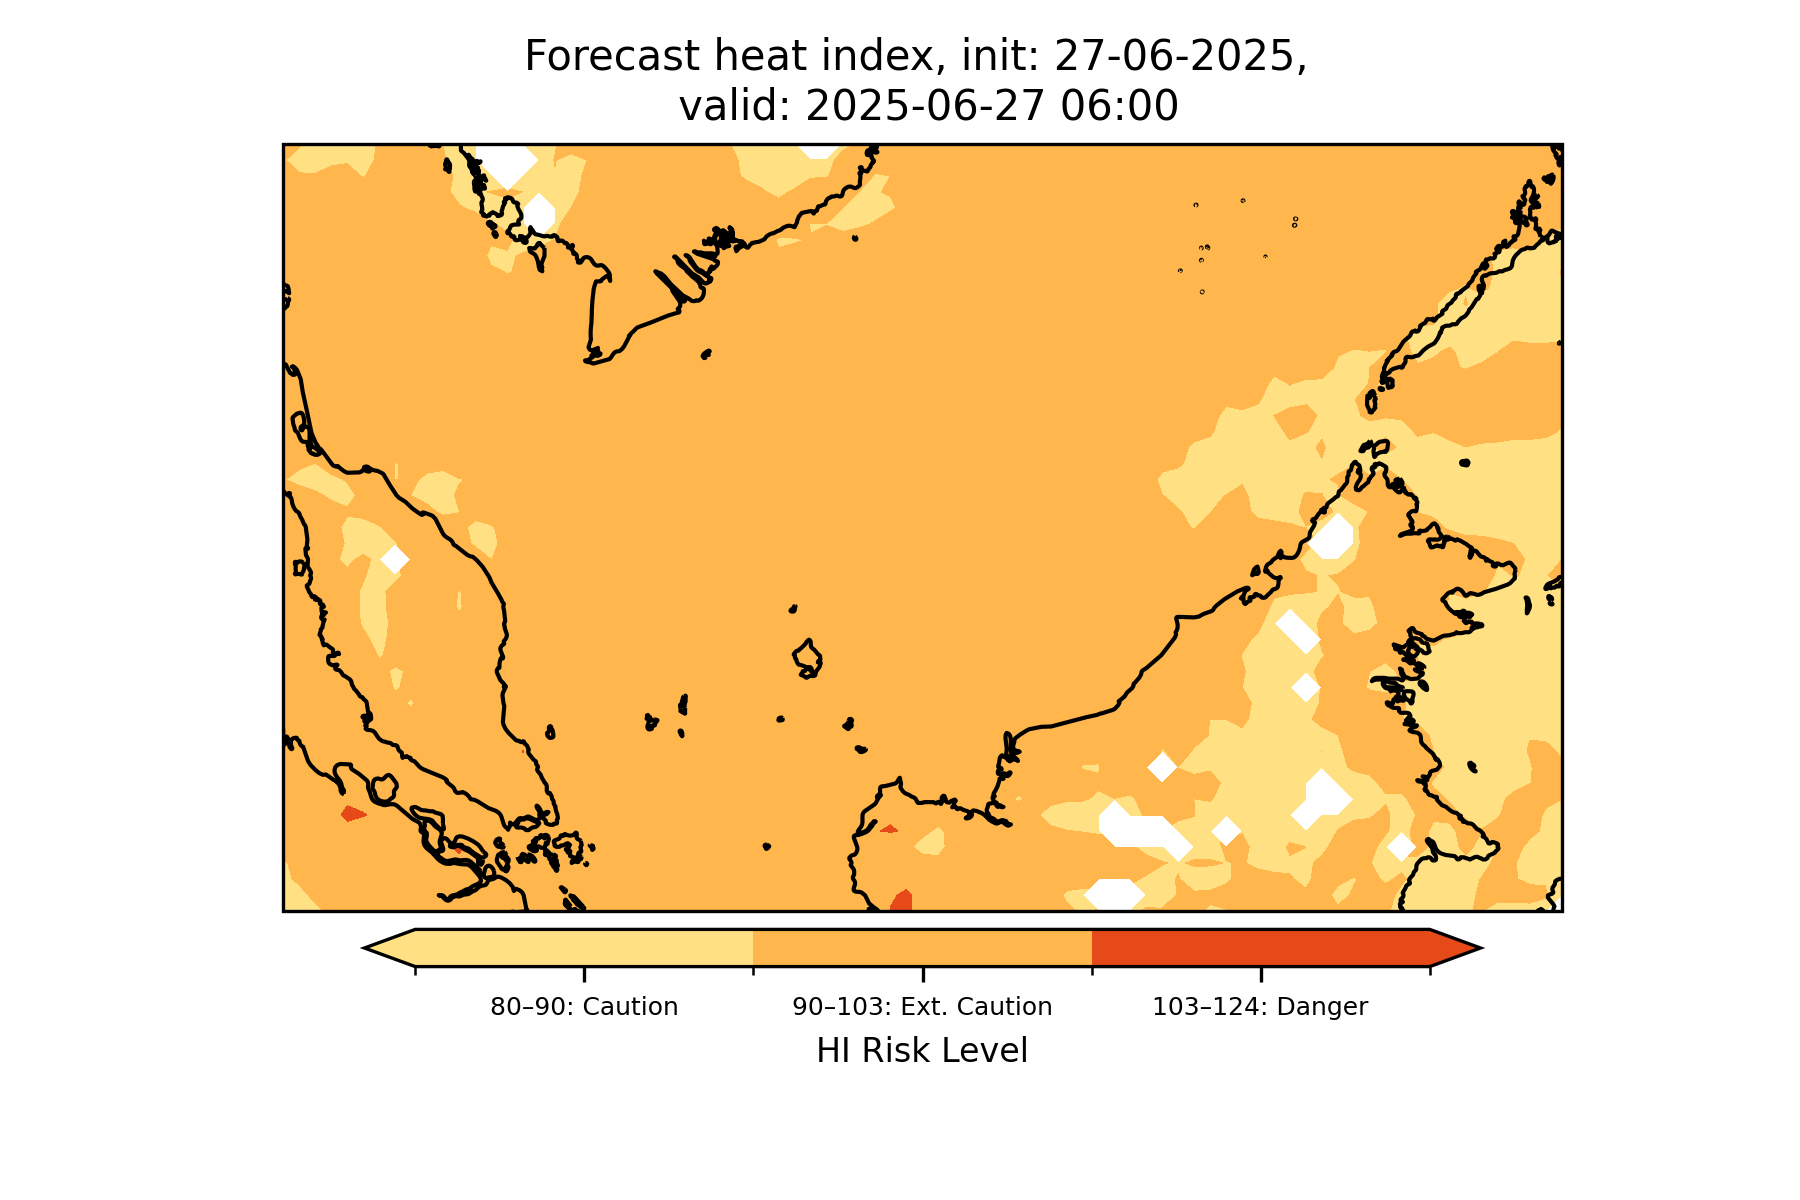 Forecast heat index, init: 27-06-2025,
valid: 2025-06-27 06:00
80–90: Caution
90–103: Ext. Caution
103–124: Danger
HI Risk Level